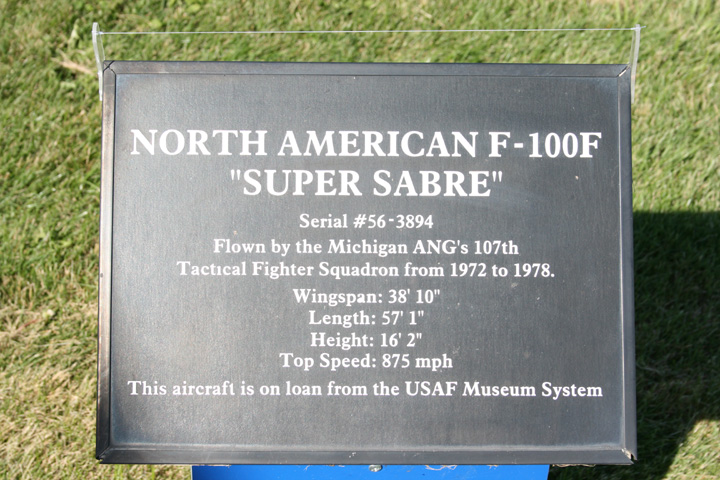 NORTH AMERICAN F-100F
"SUPER SABRE"
Serial #56-3894
Flown by the Michigan ANG's 107th
Tactical Fighter Squadron from 1972 to 1978.
Wingspan: 38' 10"
Length: 57' 1"
Height: 16' 2"
Top Speed: 875 mph
This aircraft is on loan from the USAF Museum System